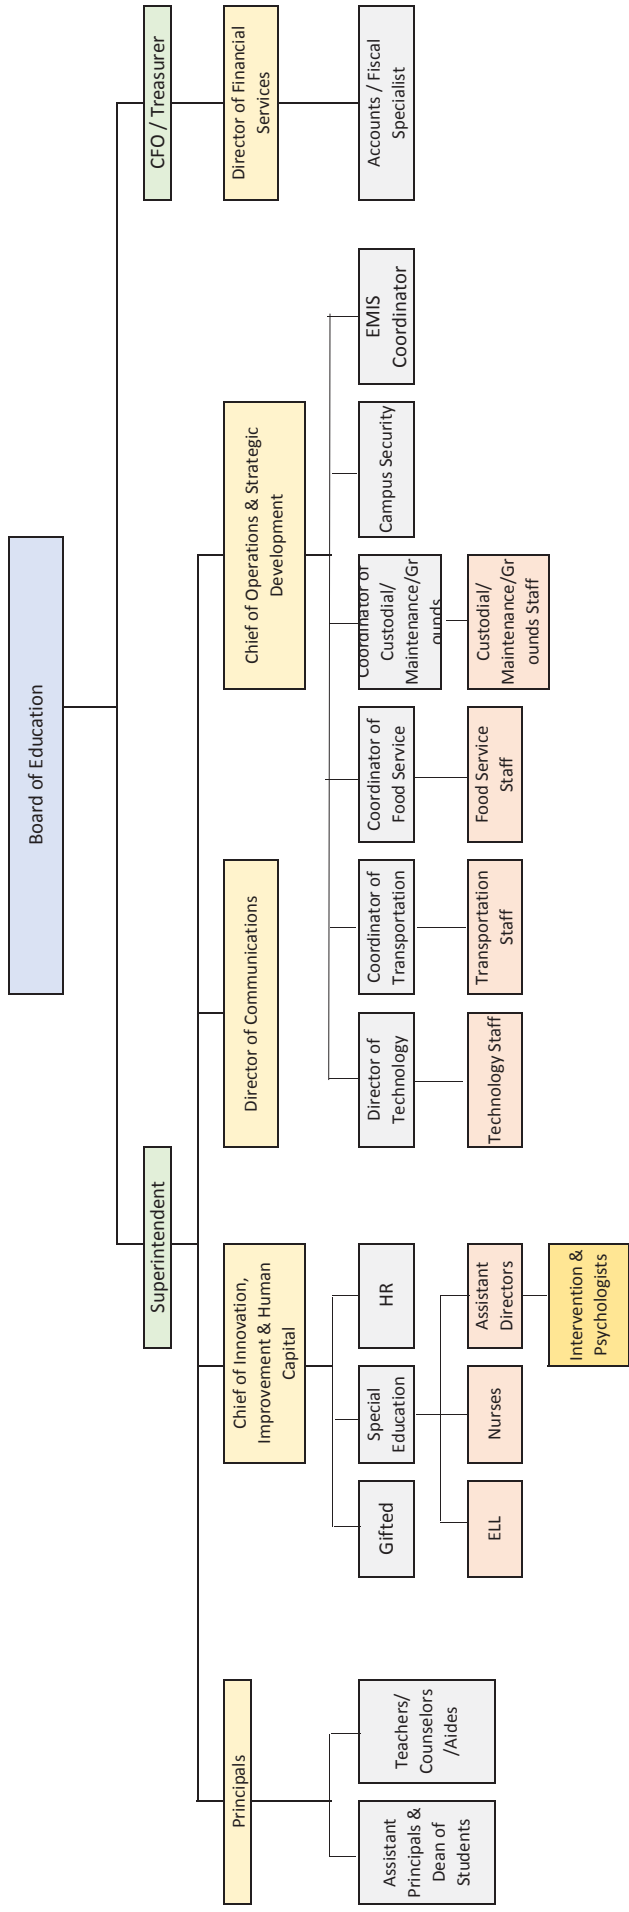 Board of Education
Superintendent
CFO / Treasurer
Principals
Chief of Innovation,
Improvement & Human
Capital
Director of Communications
Chief of Operations & Strategic
Development
Director of Financial
Services
Assistant
Principals &
Dean of
Students
Teachers/
Counselors
/Aides
Gifted
Special
Education
HR
Director of
Technology
Coordinator of
Transportation
Coordinator of
Food Service
Coordinator of
Custodial/
Maintenance/Gr
ounds
Campus Security
EMIS
Coordinator
Accounts / Fiscal
Specialist
ELL
Nurses
Assistant
Directors
Technology Staff
Transportation
Staff
Food Service
Staff
Custodial/
Maintenance/Gr
ounds Staff
Intervention &
Psychologists